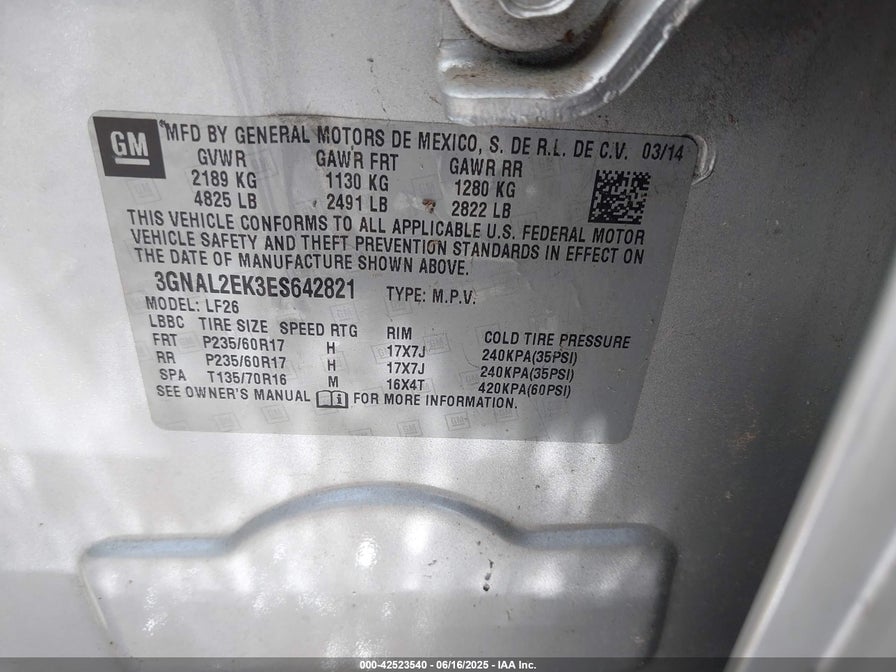 GM
MFD BY GENERAL MOTORS DE MEXICO, S. DE R.L. DE C.V. 03/14
GVWR GAWR FRT GAWR RR
2189 KG 1130 KG 1280 KG
4825 LB 2491 LB 2822 LB
THIS VEHICLE CONFORMS TO ALL APPLICABLE U.S. FEDERAL MOTOR
VEHICLE SAFETY AND THEFT PREVENTION STANDARDS IN EFFECT ON
THE DATE OF MANUFACTURE SHOWN ABOVE.
3GNAL2EK3ES642821 TYPE: M.P.V.
MODEL: LF26
LBBC TIRE SIZE SPEED RTG RIM COLD TIRE PRESSURE
FRT P235/60R17 H 17X7J 240KPA(35PSI)
RR P235/60R17 H 17X7J 240KPA(35PSI)
SPA T135/70R16 M 16X4T 420KPA(60PSI)
SEE OWNER'S MANUAL FOR MORE INFORMATION.
000-42523540 - 06/16/2025 - IAA Inc.